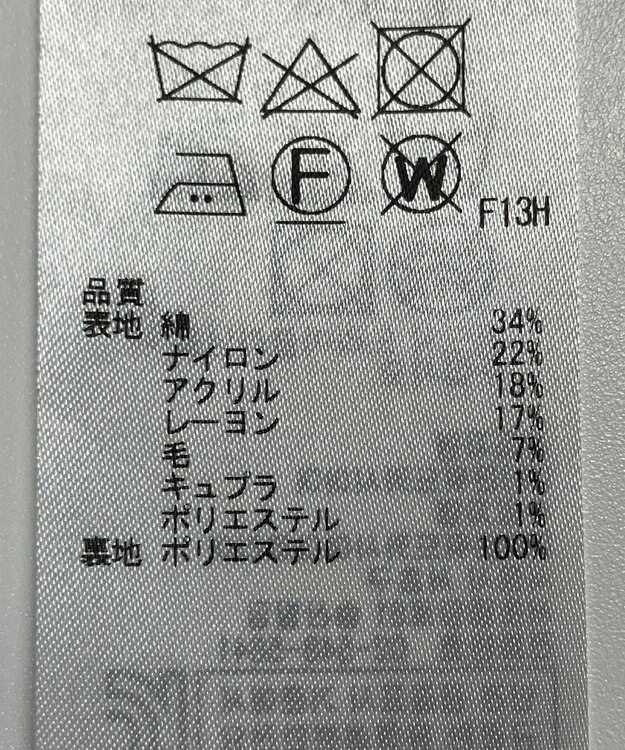 F W F13H
品質
表地 綿 34%
ナイロン 22%
アクリル 18%
レーヨン 17%
毛 7%
キュプラ 1%
ポリエステル 1%
裏地 ポリエステル 100%